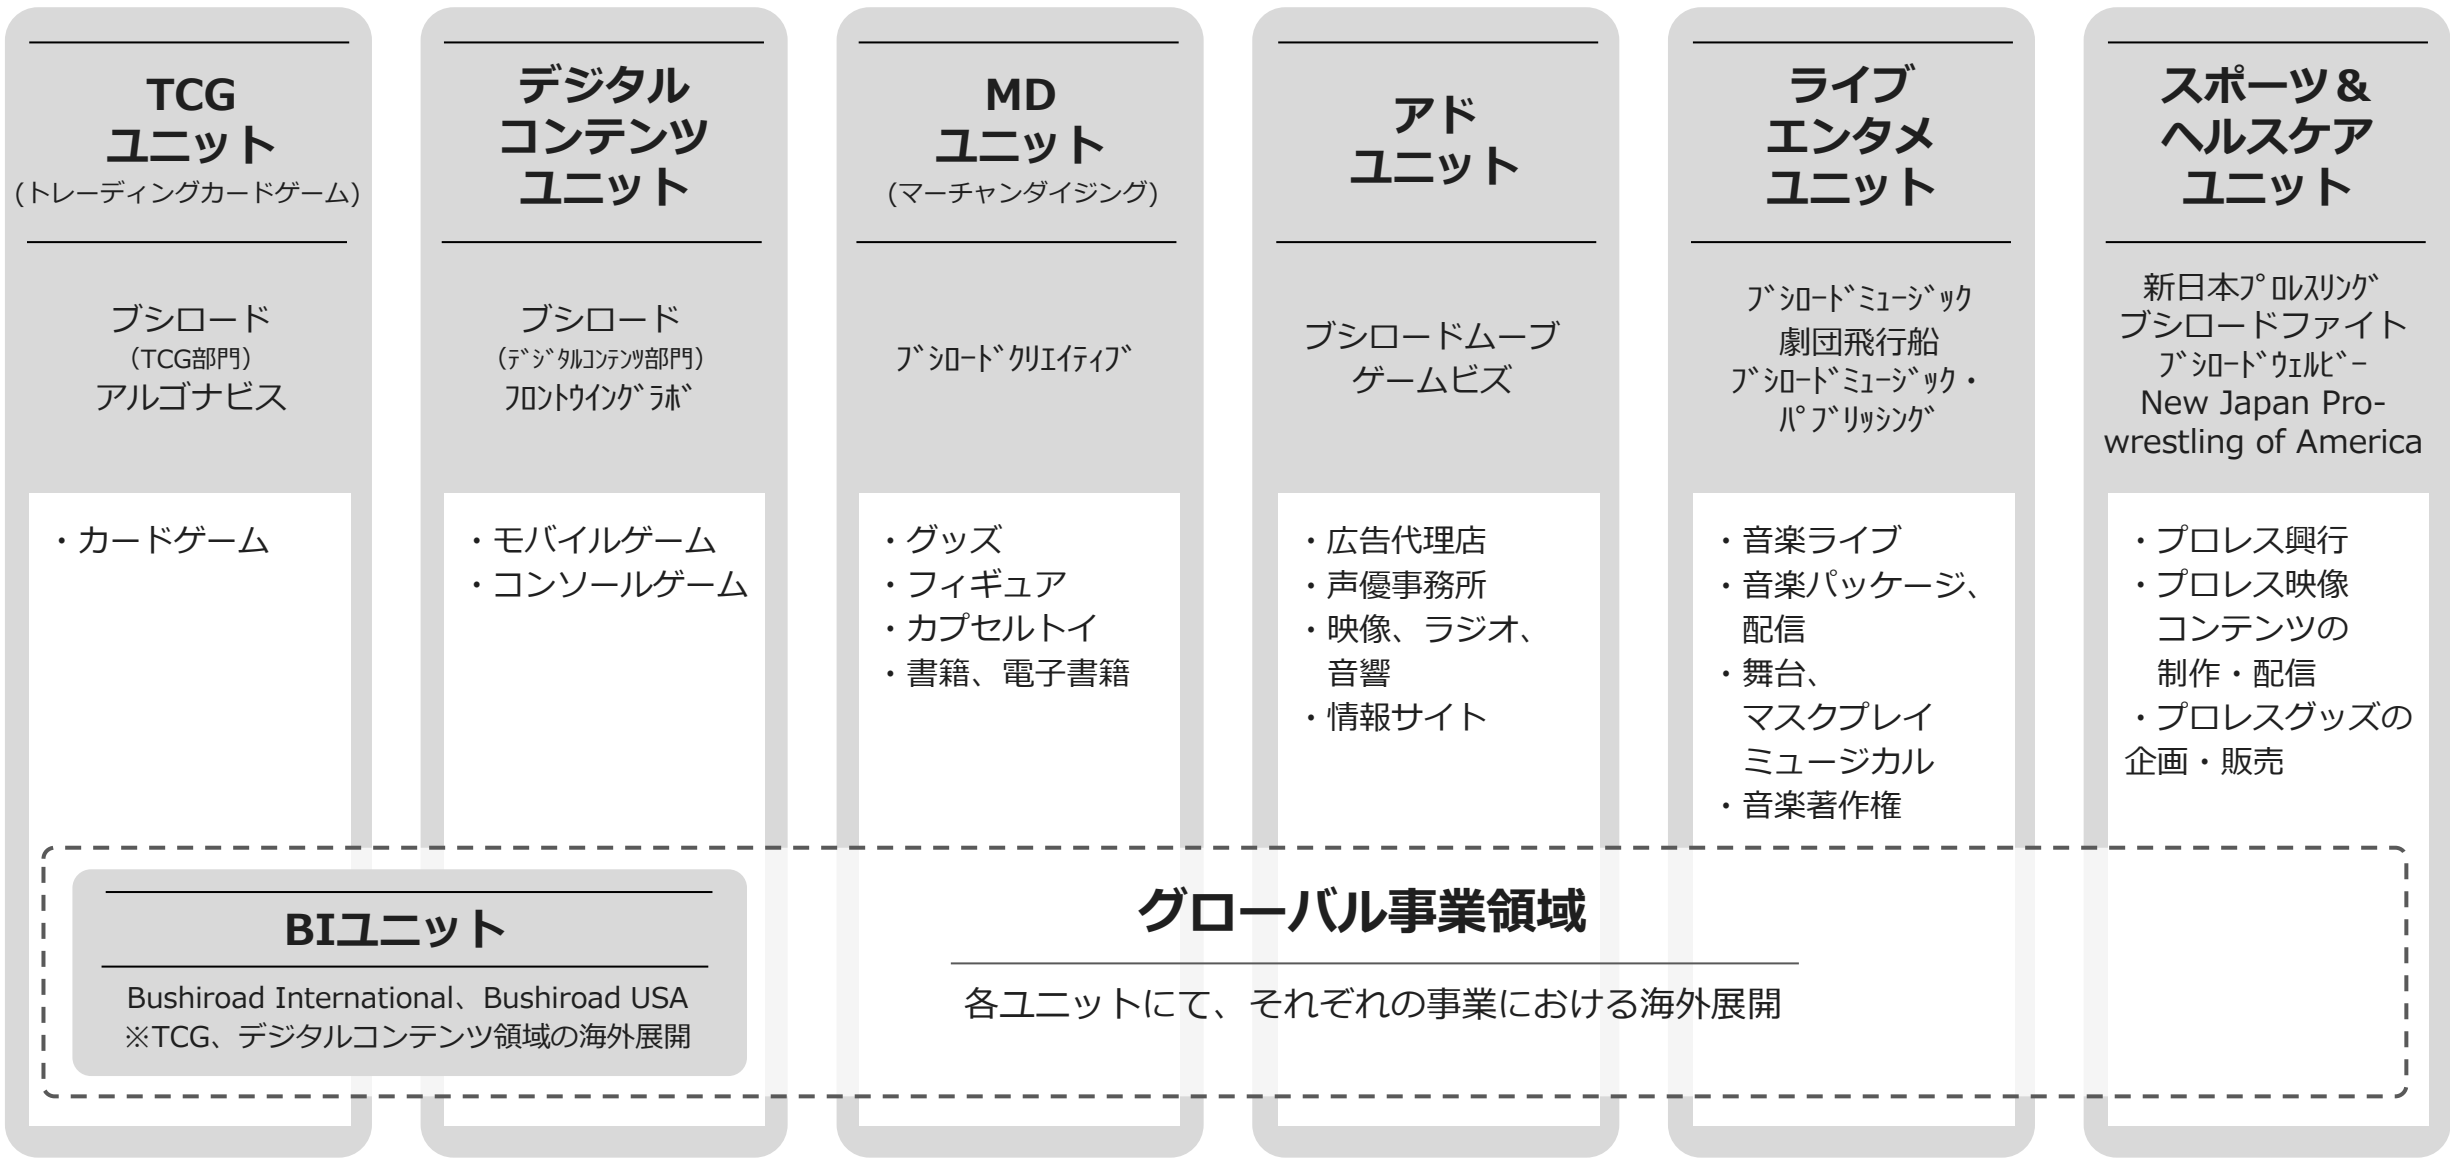 TCG
ユニット
(トレーディングカードゲーム)
ブシロード
（TCG部門）
アルゴナビス
・カードゲーム
デジタル
コンテンツ
ユニット
ブシロード
（ﾃﾞｼﾞﾀﾙｺﾝﾃﾝﾂ部門）
ﾌﾛﾝﾄｳｲﾝｸﾞﾗﾎﾞ
・モバイルゲーム
・コンソールゲーム
MD
ユニット
(マーチャンダイジング)
ﾌﾞｼﾛｰﾄﾞｸﾘｴｲﾃｨﾌﾞ
・グッズ
・フィギュア
・カプセルトイ
・書籍、電子書籍
アド
ユニット
ブシロードムーブ
ゲームビズ
・広告代理店
・声優事務所
・映像、ラジオ、
音響
・情報サイト
ライブ
エンタメ
ユニット
ﾌﾞｼﾛｰﾄﾞﾐｭｰｼﾞｯｸ
劇団飛行船
ﾌﾞｼﾛｰﾄﾞﾐｭｰｼﾞｯｸ・
ﾊﾟﾌﾞﾘｯｼﾝｸﾞ
・音楽ライブ
・音楽パッケージ、
配信
・舞台、
マスクプレイ
ミュージカル
・音楽著作権
スポーツ＆
ヘルスケア
ユニット
新日本ﾌﾟﾛﾚｽﾘﾝｸﾞ
ブシロードファイト
ﾌﾞｼﾛｰﾄﾞｳｪﾙﾋﾞｰ
New Japan Pro-
wrestling of America
・プロレス興行
・プロレス映像
コンテンツの
制作・配信
・プロレスグッズの
企画・販売
BIユニット
Bushiroad International、Bushiroad USA
※TCG、デジタルコンテンツ領域の海外展開
グローバル事業領域
各ユニットにて、それぞれの事業における海外展開